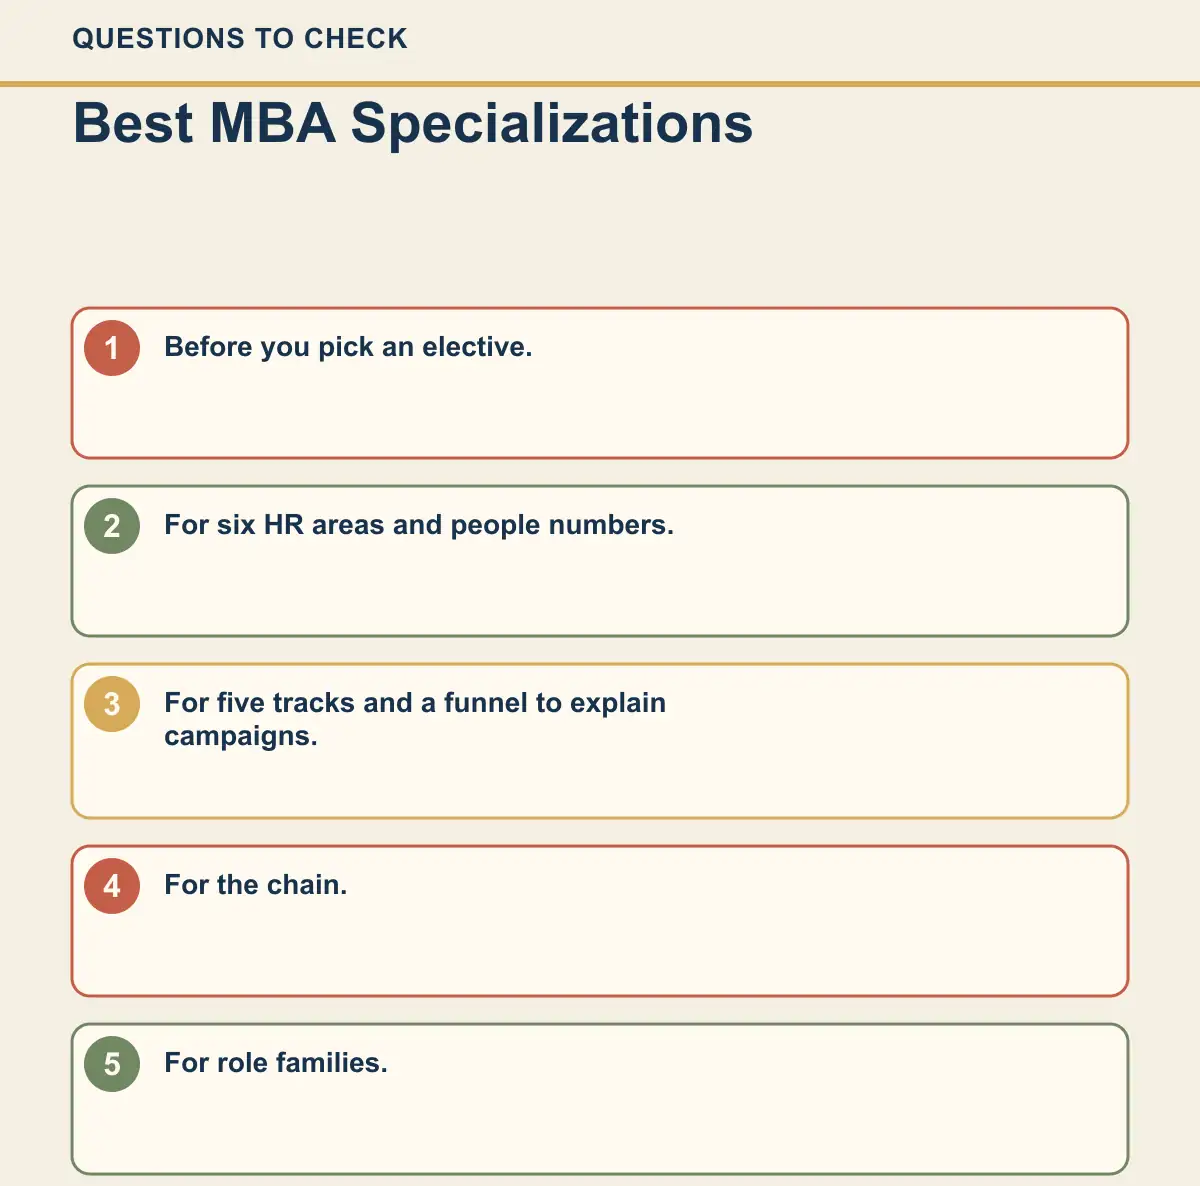 QUESTIONS TO CHECK
Best MBA Specializations
1 Before you pick an elective.
2 For six HR areas and people numbers.
3 For five tracks and a funnel to explain
campaigns.
4 For the chain.
5 For role families.